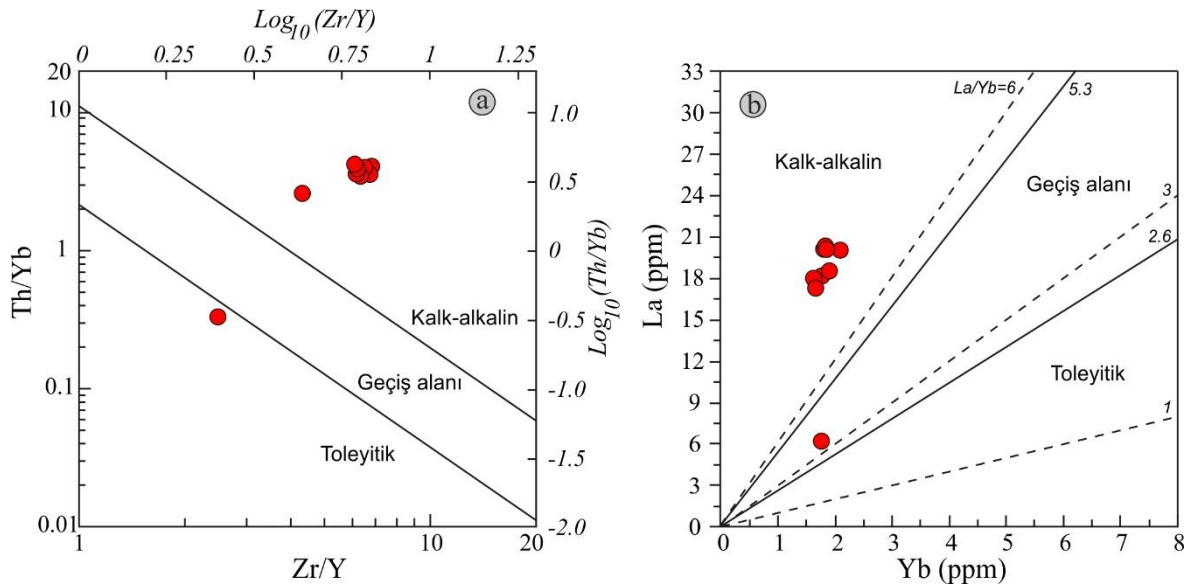 Log10(Zr/Y)
0 0.25 0.50 0.75 1 1.25
20
10
1
0.1
0.01
Th/Yb
a
1.0
0.5
0
-0.5
-1.0
-1.5
-2.0
Log10(Th/Yb)
Kalk-alkalin
Geçiş alanı
Toleyitik
1 10 20
Zr/Y
33
30
27
24
21
18
15
12
9
6
3
0
La (ppm)
b
La/Yb=6
5.3
Kalk-alkalin
Geçiş alanı
3
2.6
Toleyitik
1
0 1 2 3 4 5 6 7 8
Yb (ppm)